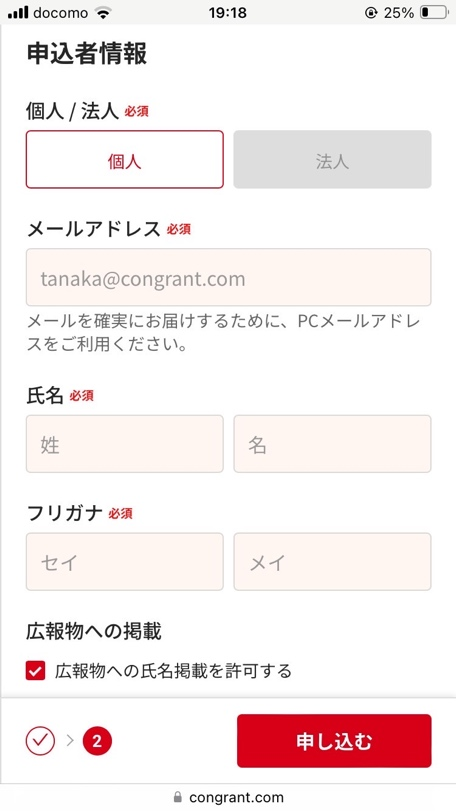 docomo 19:18 25%
申込者情報
個人 / 法人 必須
個人 法人
メールアドレス 必須
tanaka@congrant.com
メールを確実にお届けするために、PCメールアドレ
スをご利用ください。
氏名 必須
姓 名
フリガナ 必須
セイ メイ
広報物への掲載
広報物への氏名掲載を許可する
2 申し込む
congrant.com